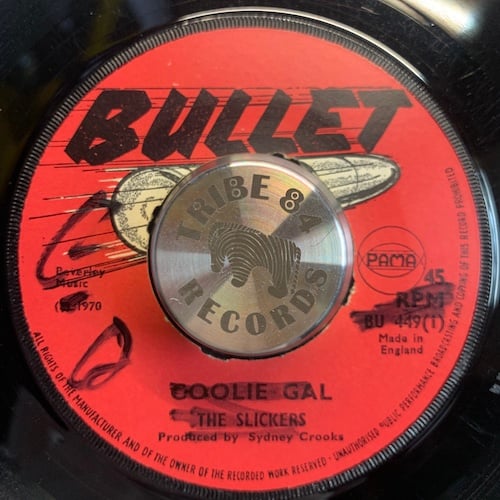 BULLET
TRIBE 84
RECORDS
PAMA
Beverley
Music
1970
45
RPM
BU 449(1)
Made in
England
COOLIE GAL
THE SLICKERS
Produced by Sydney Crooks
ALL RIGHTS OF THE MANUFACTURER AND OF THE OWNER OF THE RECORDED WORK RESERVED · UNAUTHORISED PUBLIC PERFORMANCE BROADCASTING AND COPYING OF THIS RECORD PROHIBITED